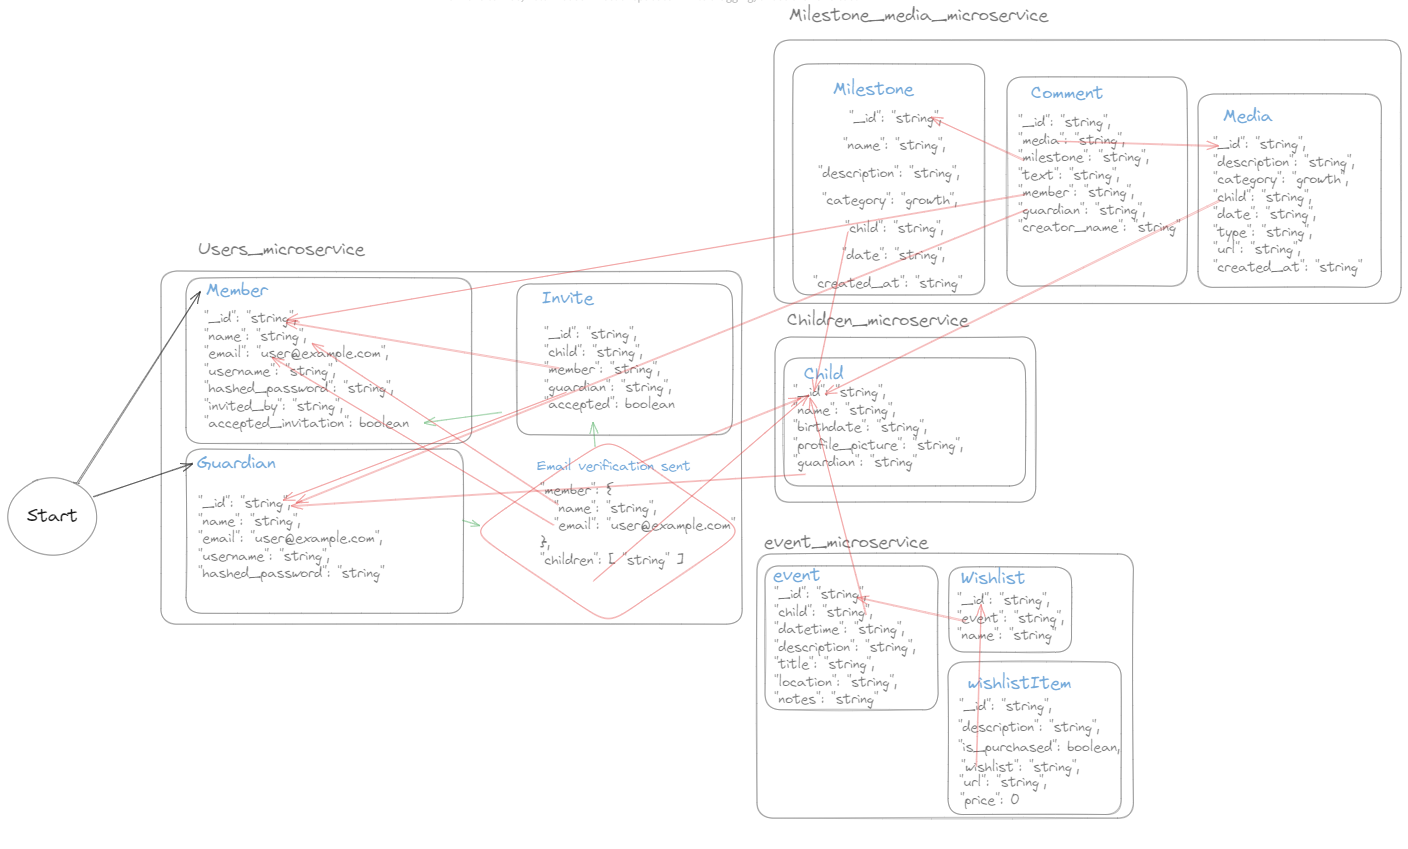 Milestone_media_microservice
Milestone
"_id": "string",
"name": "string",
"description": "string",
"category": "growth",
"child": "string",
"date": "string",
"created_at": "string"
Comment
"_id": "string",
"media": "string",
"milestone": "string",
"text": "string",
"member": "string",
"guardian": "string",
"creator_name": "string"
Media
"_id": "string",
"description": "string",
"category": "growth",
"child": "string",
"date": "string",
"type": "string",
"url": "string",
"created_at": "string"
Users_microservice
Member
"_id": "string",
"name": "string",
"email": "user@example.com",
"username": "string",
"hashed_password": "string",
"invited_by": "string",
"accepted_invitation": boolean
Invite
"_id": "string",
"child": "string",
"member": "string",
"guardian": "string",
"accepted": boolean
Guardian
"_id": "string",
"name": "string",
"email": "user@example.com",
"username": "string",
"hashed_password": "string"
Email verification sent
"member": {
"name": "string",
"email": "user@example.com"
},
"children": [ "string" ]
Start
Children_microservice
Child
"_id": "string",
"name": "string",
"birthdate": "string",
"profile_picture": "string",
"guardian": "string"
event_microservice
event
"_id": "string",
"child": "string",
"datetime": "string",
"description": "string",
"title": "string",
"location": "string",
"notes": "string"
Wishlist
"_id": "string",
"event": "string",
"name": "string"
wishlistItem
"_id": "string",
"description": "string",
"is_purchased": boolean,
"wishlist": "string",
"url": "string",
"price": 0